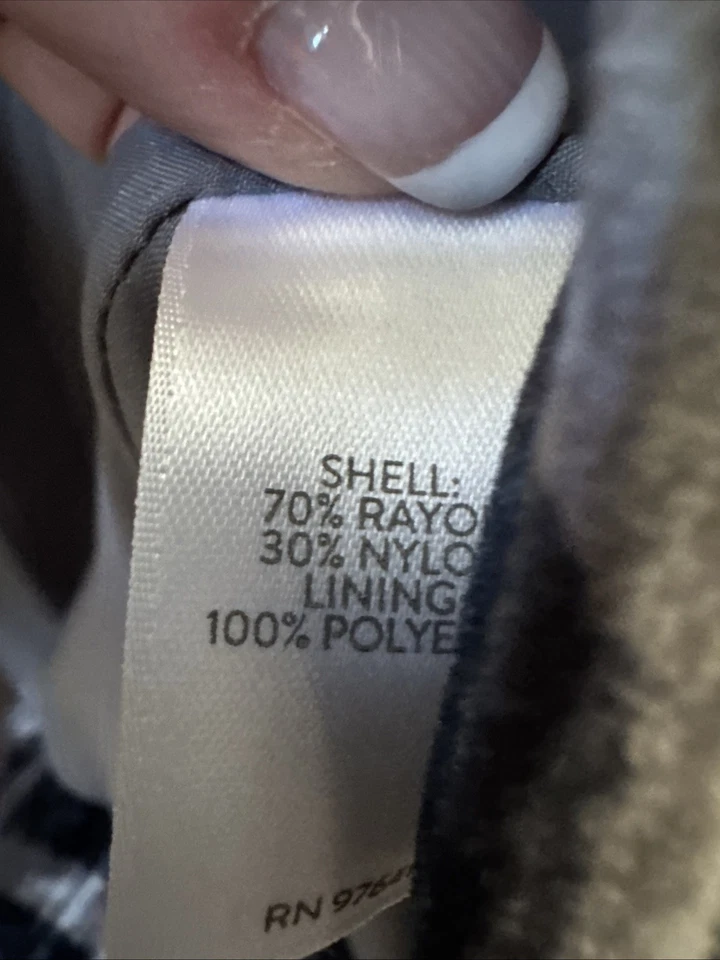 SHELL:
70% RAYO
30% NYLO
LINING
100% POLYE
RN 9764